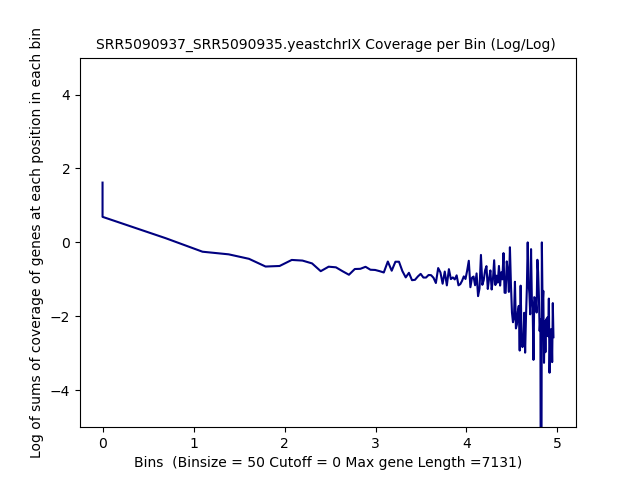 SRR5090937_SRR5090935.yeastchrIX Coverage per Bin (Log/Log)
Log of sums of coverage of genes at each position in each bin
4
2
0
−2
−4
0 1 2 3 4 5
Bins  (Binsize = 50 Cutoff = 0 Max gene Length =7131)